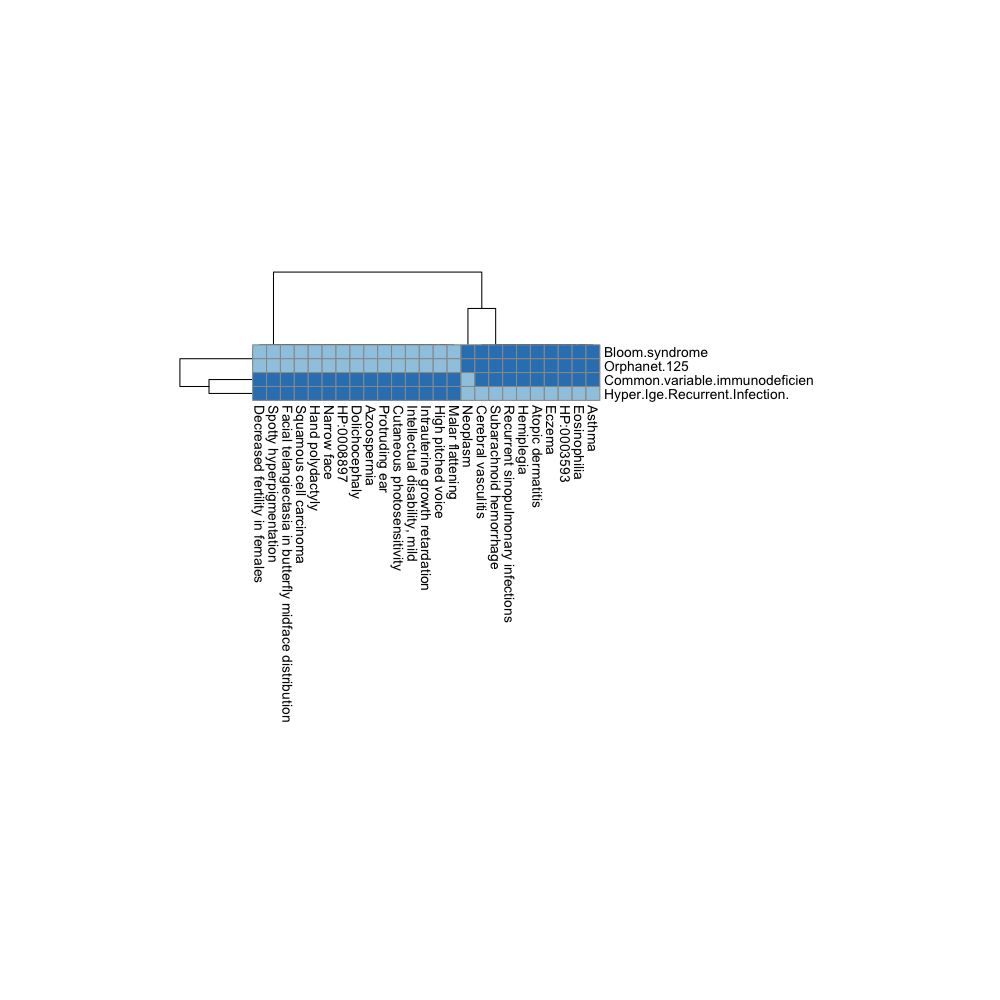 Bloom.syndrome
Orphanet.125
Common.variable.immunodeficien
Hyper.Ige.Recurrent.Infection.
Decreased fertility in females
Spotty hyperpigmentation
Facial telangiectasia in butterfly midface distribution
Squamous cell carcinoma
Hand polydactyly
Narrow face
HP:0008897
Dolichocephaly
Azoospermia
Protruding ear
Cutaneous photosensitivity
Intellectual disability, mild
Intrauterine growth retardation
High pitched voice
Malar flattening
Neoplasm
Cerebral vasculitis
Subarachnoid hemorrhage
Recurrent sinopulmonary infections
Hemiplegia
Atopic dermatitis
Eczema
HP:0003593
Eosinophilia
Asthma